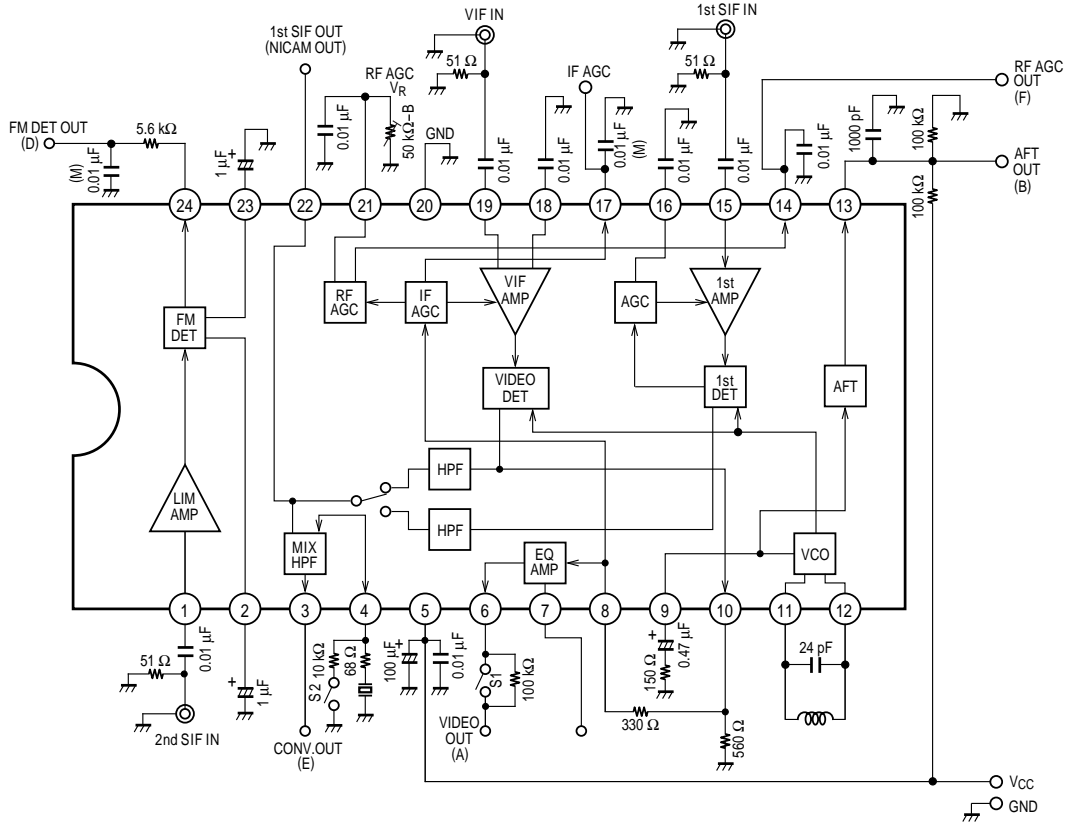 VIF IN
1st SIF IN
1st SIF OUT
(NICAM OUT)
51 Ω
51 Ω
RF AGC
VR
IF AGC
RF AGC
OUT
(F)
FM DET OUT
(D)
5.6 kΩ
(M)
0.01 µF
1 µF
+
0.01 µF
50 kΩ–B
GND
0.01 µF
0.01 µF
0.01 µF
(M)
0.01 µF
0.01 µF
0.01 µF
1000 pF
100 kΩ
AFT
OUT
(B)
100 kΩ
24
23
22
21
20
19
18
17
16
15
14
13
FM
DET
RF
AGC
IF
AGC
VIF
AMP
AGC
1st
AMP
VIDEO
DET
1st
DET
AFT
LIM
AMP
HPF
HPF
MIX
HPF
EQ
AMP
VCO
1
2
3
4
5
6
7
8
9
10
11
12
51 Ω
0.01 µF
2nd SIF IN
+
1 µF
S2
10 kΩ
68 Ω
CONV.OUT
(E)
100 µF
+
0.01 µF
S1
100 kΩ
VIDEO
OUT
(A)
330 Ω
+
0.47 µF
150 Ω
560 Ω
24 pF
VCC
GND